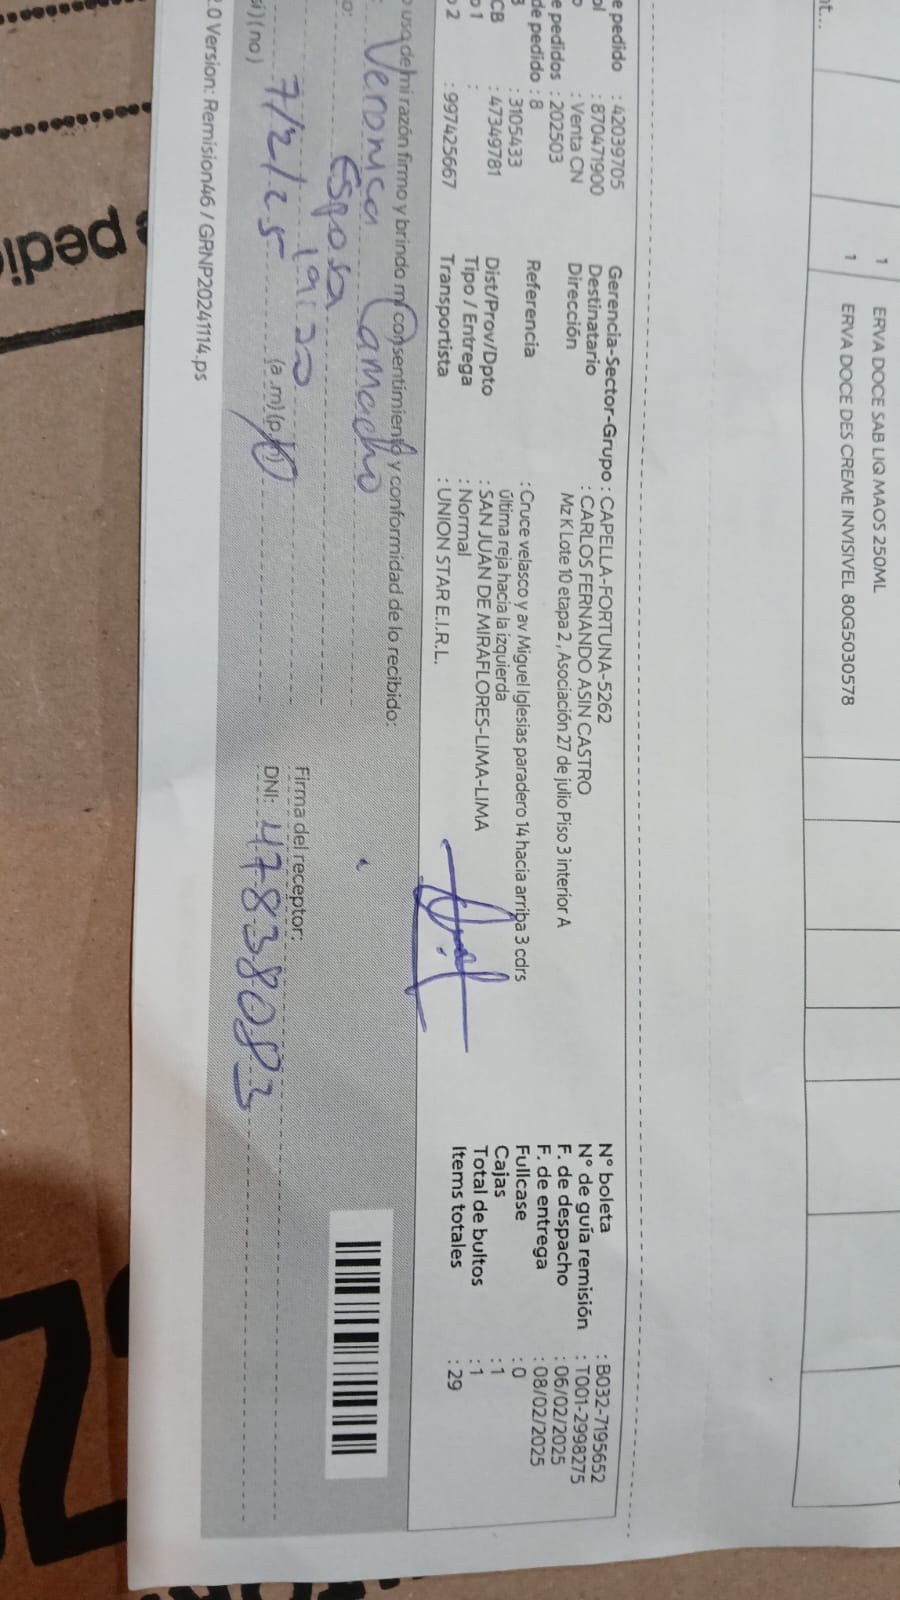 nt...
1 ERVA DOCE SAB LIQ MAOS 250ML
1 ERVA DOCE DES CREME INVISIVEL 80G5030578
e pedido : 42039705
: 870471900
: Venta CN
e pedidos : 202503
de pedido : 8
: 3105433
CB : 47349781
o 1 :
o 2 : 997425667
Gerencia-Sector-Grupo : CAPELLA-FORTUNA-5262
Destinatario : CARLOS FERNANDO ASIN CASTRO
Dirección Mz K Lote 10 etapa 2 , Asociación 27 de julio Piso 3 interior A
Referencia : Cruce velasco y av Miguel Iglesias paradero 14 hacia arriba 3 cdrs
última reja hacia la izquierda
Dist/Prov/Dpto : SAN JUAN DE MIRAFLORES-LIMA-LIMA
Tipo / Entrega : Normal
Transportista : UNION STAR E.I.R.L.
N° boleta : B032-7195652
N° de guía remisión : T001-2998275
F. de despacho : 06/02/2025
F. de entrega : 08/02/2025
Fullcase : 0
Cajas : 1
Total de bultos : 1
Items totales : 29
o uso de mi razón firmo y brindo mi consentimiento y conformidad de lo recibido:
Veronica Camacho
o:
Esposa
7/2/25
(no)
Firma del receptor:
DNI: 47838083
.0 Version: Remision46 / GRNP20241114.ps
pedi